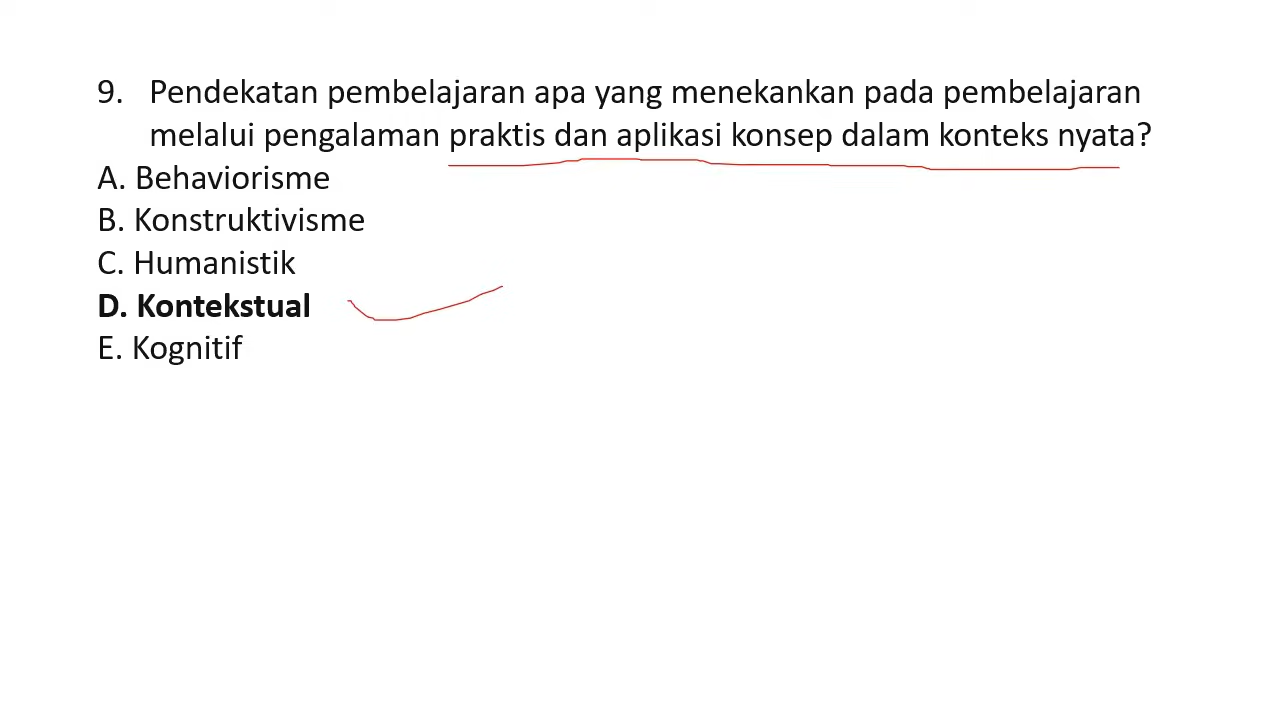 9. Pendekatan pembelajaran apa yang menekankan pada pembelajaran
melalui pengalaman praktis dan aplikasi konsep dalam konteks nyata?
A. Behaviorisme
B. Konstruktivisme
C. Humanistik
D. Kontekstual
E. Kognitif